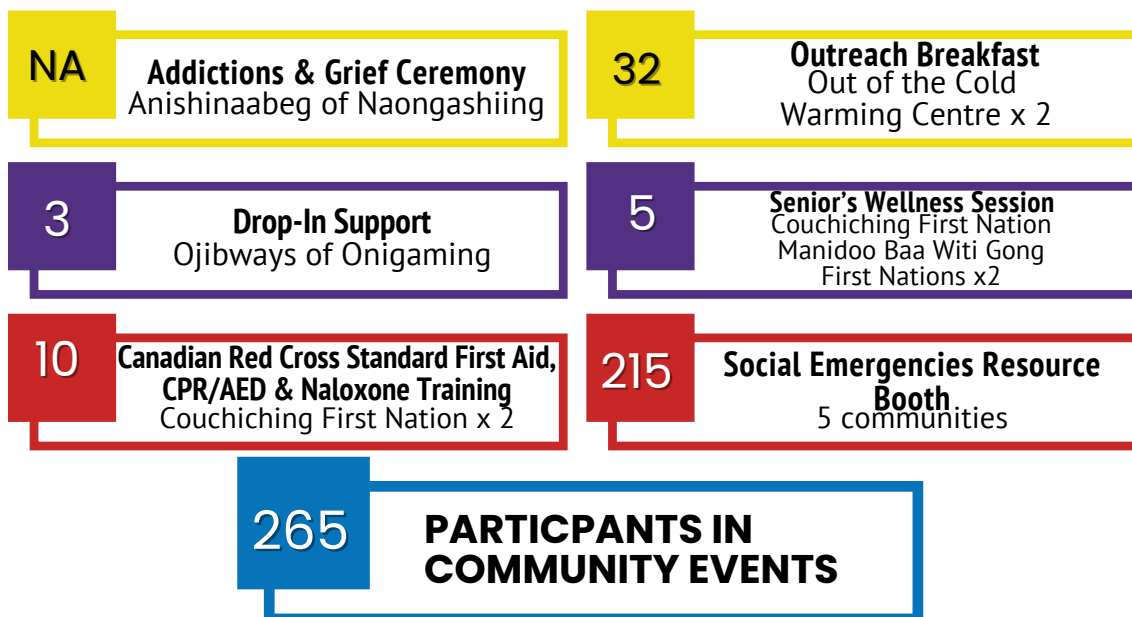 NA
Addictions & Grief Ceremony
Anishinaabeg of Naongashiing
32
Outreach Breakfast
Out of the Cold
Warming Centre x 2
3
Drop-In Support
Ojibways of Onigaming
5
Senior's Wellness Session
Couchiching First Nation
Manidoo Baa Witi Gong
First Nations x2
10
Canadian Red Cross Standard First Aid,
CPR/AED & Naloxone Training
Couchiching First Nation x 2
215
Social Emergencies Resource
Booth
5 communities
265
PARTICPANTS IN
COMMUNITY EVENTS